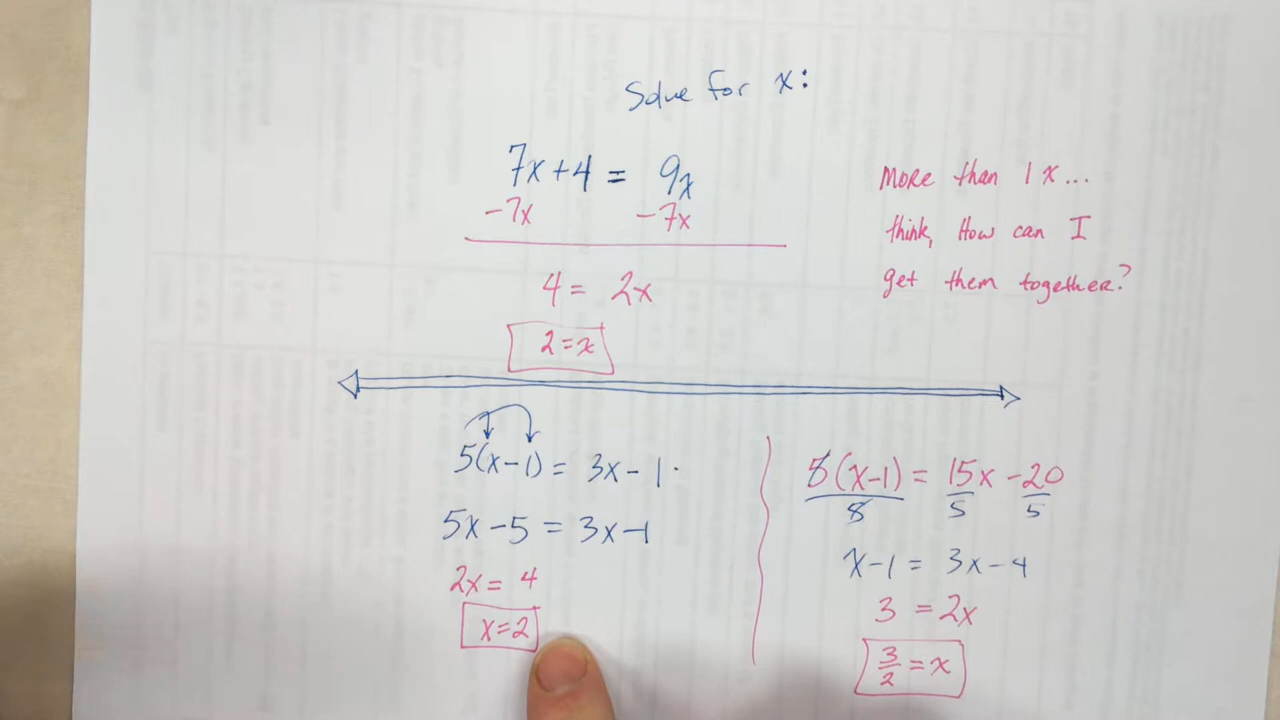 Solve for x:
7x+4 = 9x
-7x -7x
4 = 2x
2=x
More than 1 x...
think, How can I
get them together?
5(x-1) = 3x-1
5x-5 = 3x-1
2x = 4
x=2
5(x-1) = 15x -20
5 5 5
x-1 = 3x-4
3 = 2x
3/2 = x